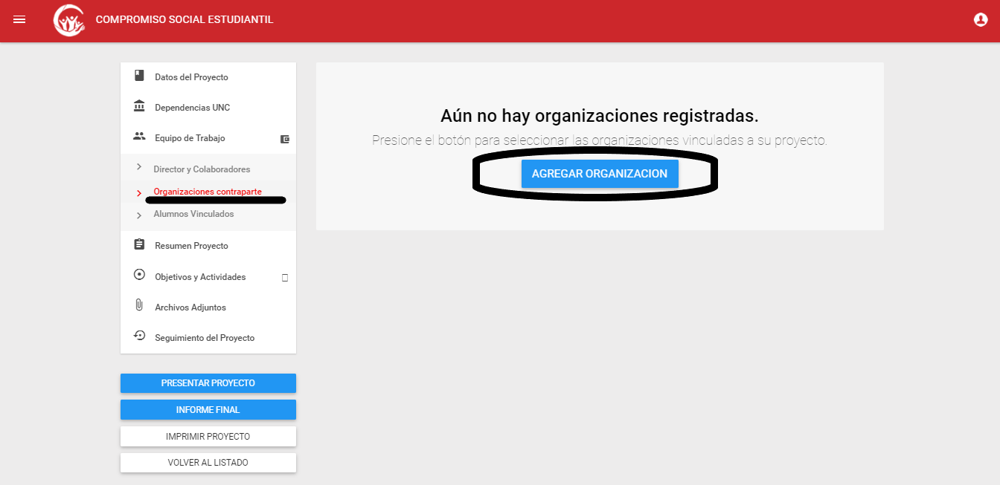 COMPROMISO SOCIAL ESTUDIANTIL
Datos del Proyecto
Dependencias UNC
Equipo de Trabajo
Director y Colaboradores
Organizaciones contraparte
Alumnos Vinculados
Resumen Proyecto
Objetivos y Actividades
Archivos Adjuntos
Seguimiento del Proyecto
PRESENTAR PROYECTO
INFORME FINAL
IMPRIMIR PROYECTO
VOLVER AL LISTADO
Aún no hay organizaciones registradas.
Presione el botón para seleccionar las organizaciones vinculadas a su proyecto.
AGREGAR ORGANIZACION